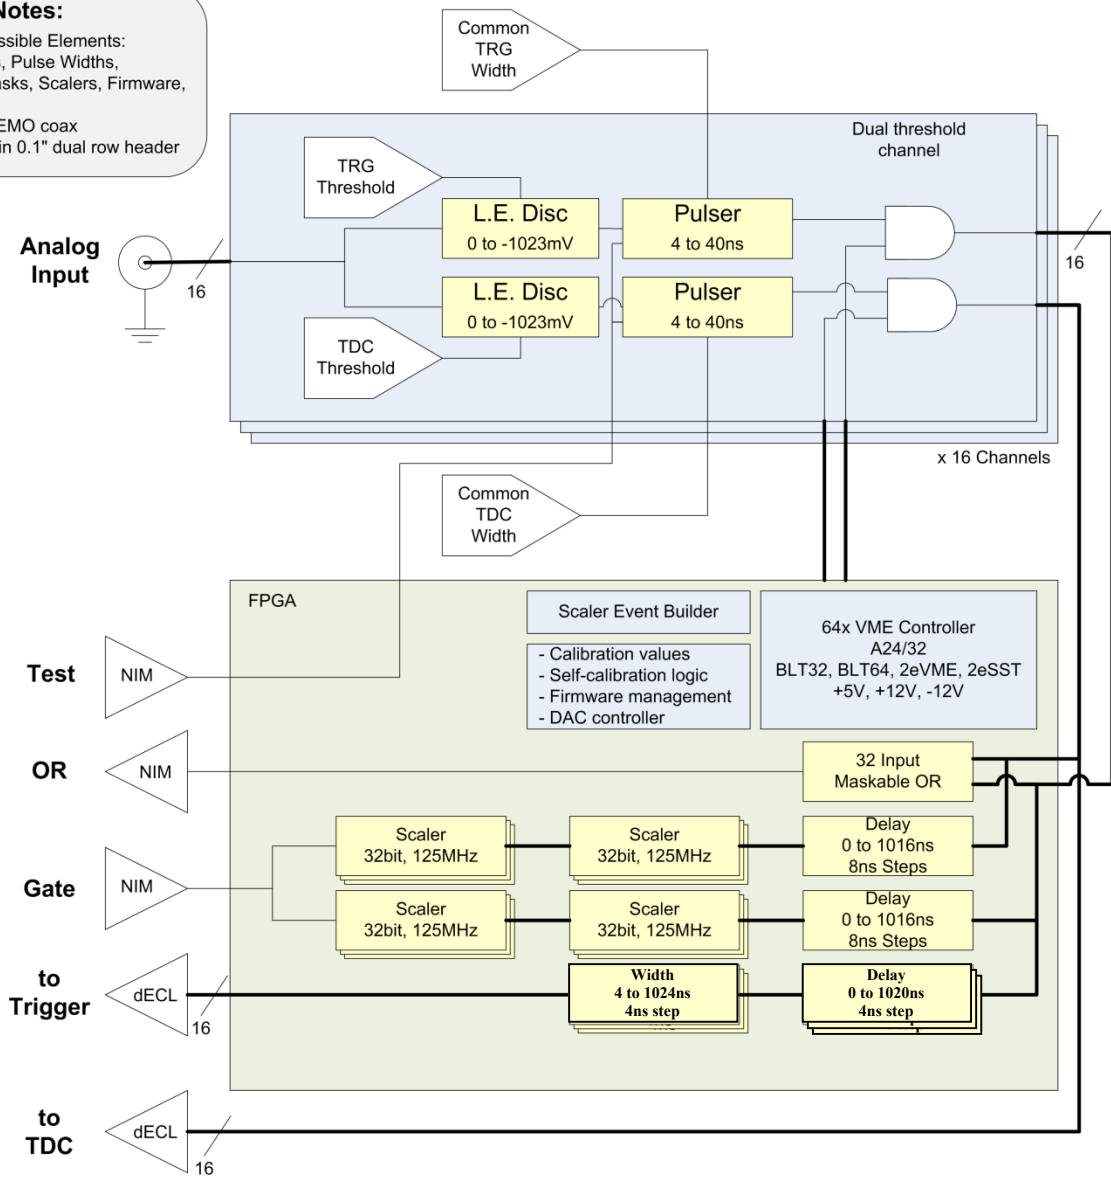 Notes:
ssible Elements:
s, Pulse Widths,
asks, Scalers, Firmware,
EMO coax
in 0.1" dual row header
Common
TRG
Width
Dual threshold
channel
TRG
Threshold
L.E. Disc
0 to -1023mV
Pulser
4 to 40ns
Analog
Input
16
16
L.E. Disc
0 to -1023mV
Pulser
4 to 40ns
TDC
Threshold
x 16 Channels
Common
TDC
Width
FPGA
Scaler Event Builder
- Calibration values
- Self-calibration logic
- Firmware management
- DAC controller
64x VME Controller
A24/32
BLT32, BLT64, 2eVME, 2eSST
+5V, +12V, -12V
Test
NIM
OR
NIM
32 Input
Maskable OR
Gate
NIM
Scaler
32bit, 125MHz
Scaler
32bit, 125MHz
Delay
0 to 1016ns
8ns Steps
Scaler
32bit, 125MHz
Scaler
32bit, 125MHz
Delay
0 to 1016ns
8ns Steps
to
Trigger
dECL
16
Width
4 to 1024ns
4ns step
Delay
0 to 1020ns
4ns step
to
TDC
dECL
16